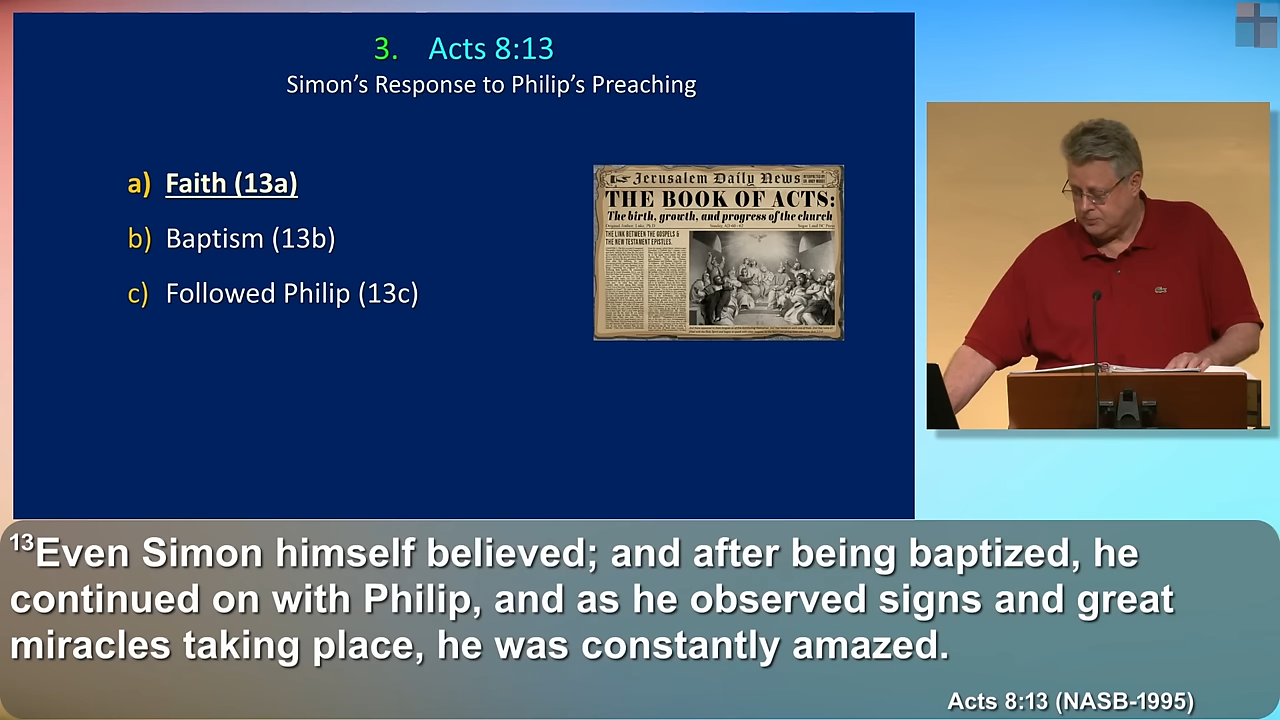 3. Acts 8:13
Simon’s Response to Philip’s Preaching
a) Faith (13a)
b) Baptism (13b)
c) Followed Philip (13c)
Jerusalem Daily News
THE BOOK OF ACTS:
The birth, growth, and progress of the church
THE LINK BETWEEN THE GOSPELS &
THE NEW TESTAMENT EPISTLES.
13Even Simon himself believed; and after being baptized, he
continued on with Philip, and as he observed signs and great
miracles taking place, he was constantly amazed.
Acts 8:13 (NASB-1995)